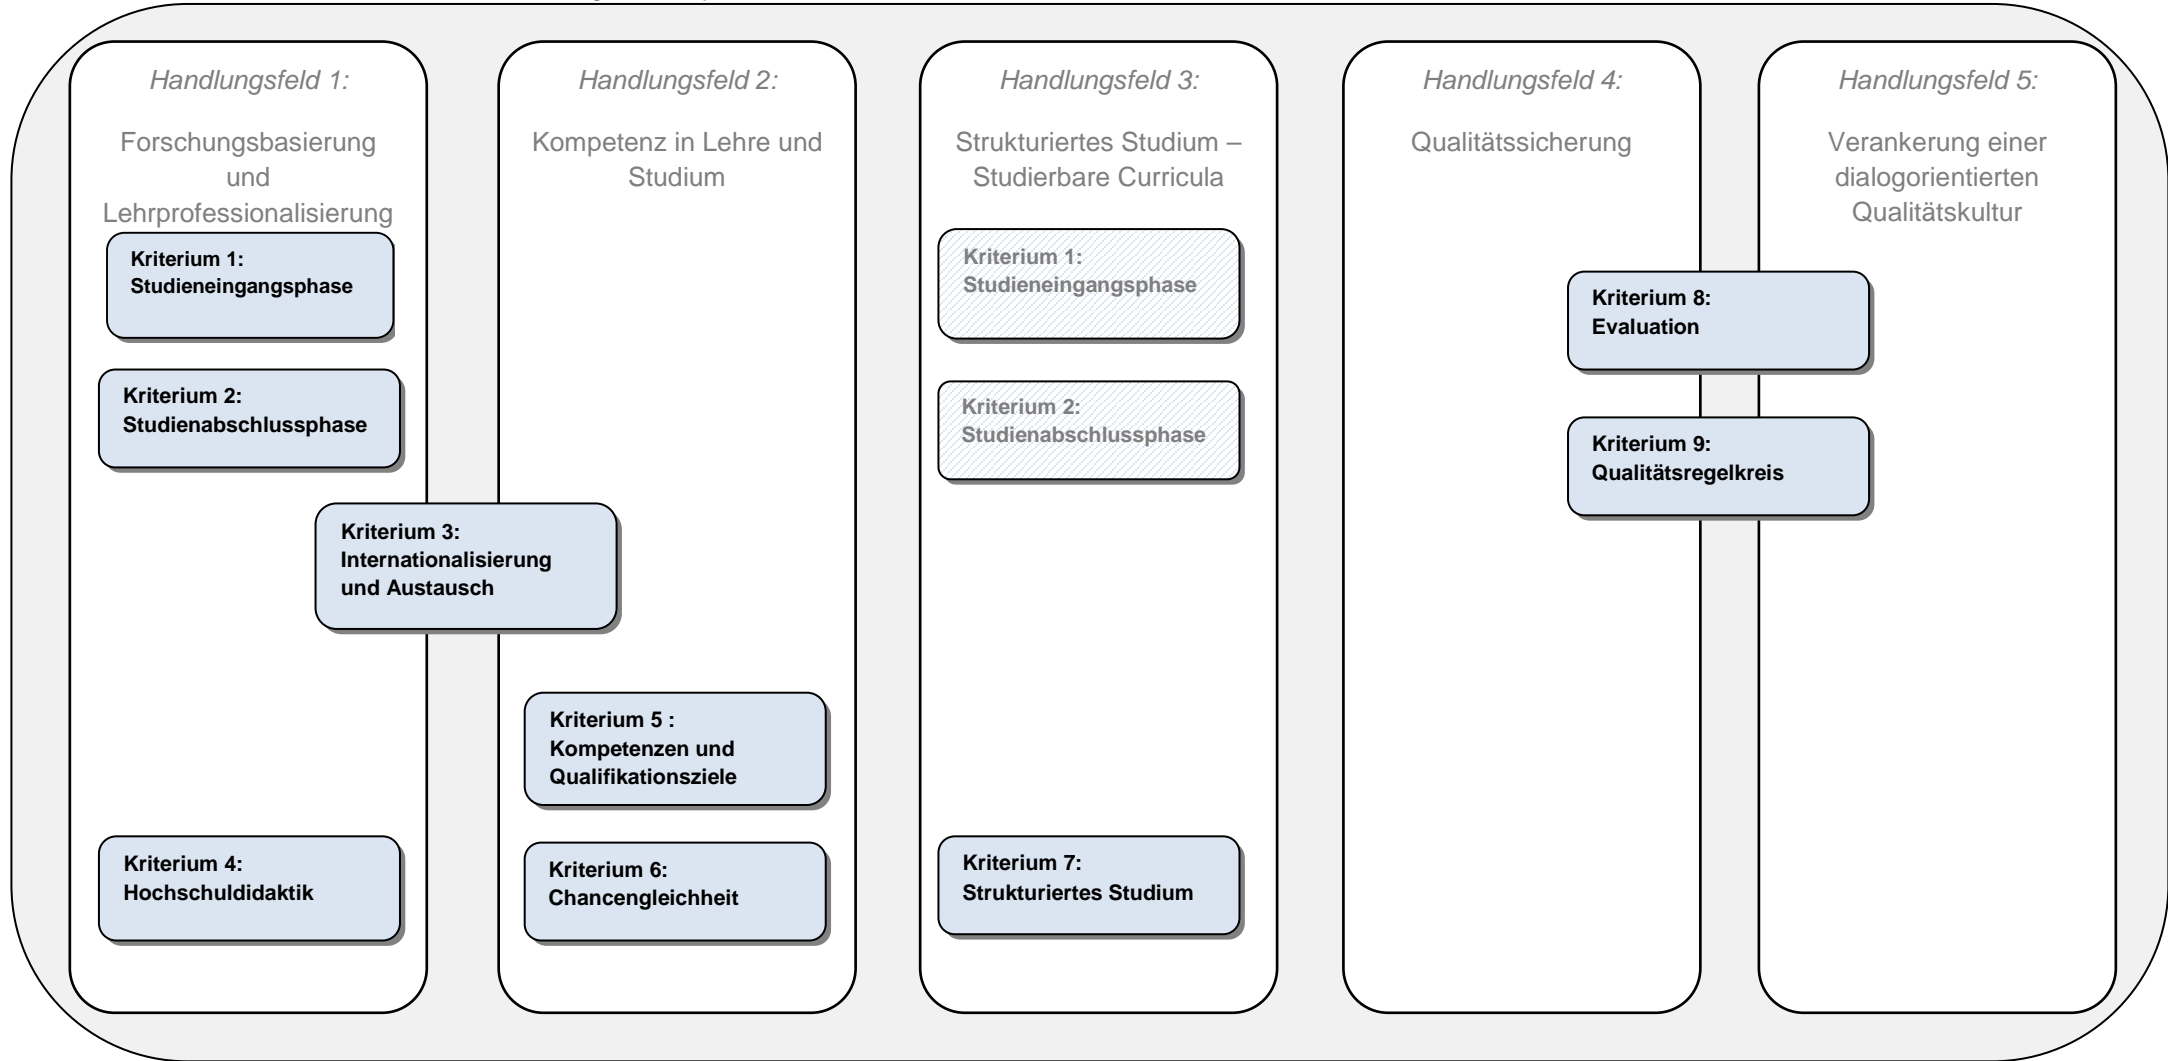 Handlungsfeld 1:
Forschungsbasierung
und
Lehrprofessionalisierung
Kriterium 1:
Studieneingangsphase
Kriterium 2:
Studienabschlussphase
Kriterium 3:
Internationalisierung
und Austausch
Kriterium 4:
Hochschuldidaktik
Handlungsfeld 2:
Kompetenz in Lehre und
Studium
Kriterium 5 :
Kompetenzen und
Qualifikationsziele
Kriterium 6:
Chancengleichheit
Handlungsfeld 3:
Strukturiertes Studium –
Studierbare Curricula
Kriterium 1:
Studieneingangsphase
Kriterium 2:
Studienabschlussphase
Kriterium 7:
Strukturiertes Studium
Handlungsfeld 4:
Qualitätssicherung
Handlungsfeld 5:
Verankerung einer
dialogorientierten
Qualitätskultur
Kriterium 8:
Evaluation
Kriterium 9:
Qualitätsregelkreis